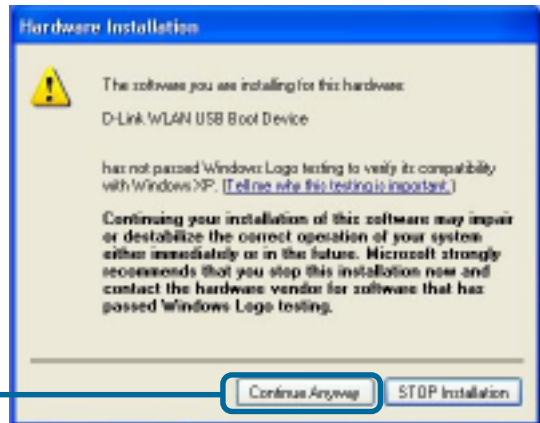 Hardware Installation
The software you are installing for this hardware:
D-Link WLAN USB Boot Device
has not passed Windows Logo testing to verify its compatibility
with Windows XP. (Tell me why this testing is important.)
Continuing your installation of this software may impair
or destabilize the correct operation of your system
either immediately or in the future. Microsoft strongly
recommends that you stop this installation now and
contact the hardware vendor for software that has
passed Windows Logo testing.
Continue Anyway
STOP Installation